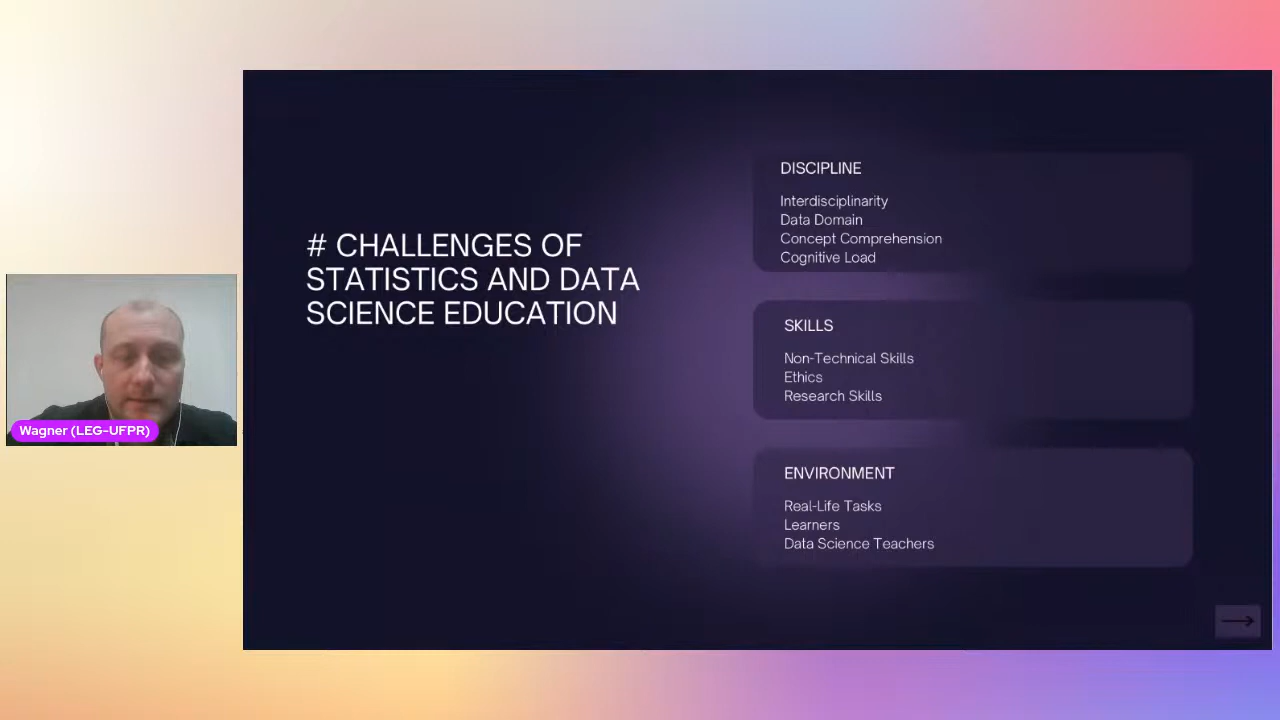 # CHALLENGES OF
STATISTICS AND DATA
SCIENCE EDUCATION
DISCIPLINE
Interdisciplinarity
Data Domain
Concept Comprehension
Cognitive Load
SKILLS
Non-Technical Skills
Ethics
Research Skills
ENVIRONMENT
Real-Life Tasks
Learners
Data Science Teachers
Wagner (LEG-UFPR)